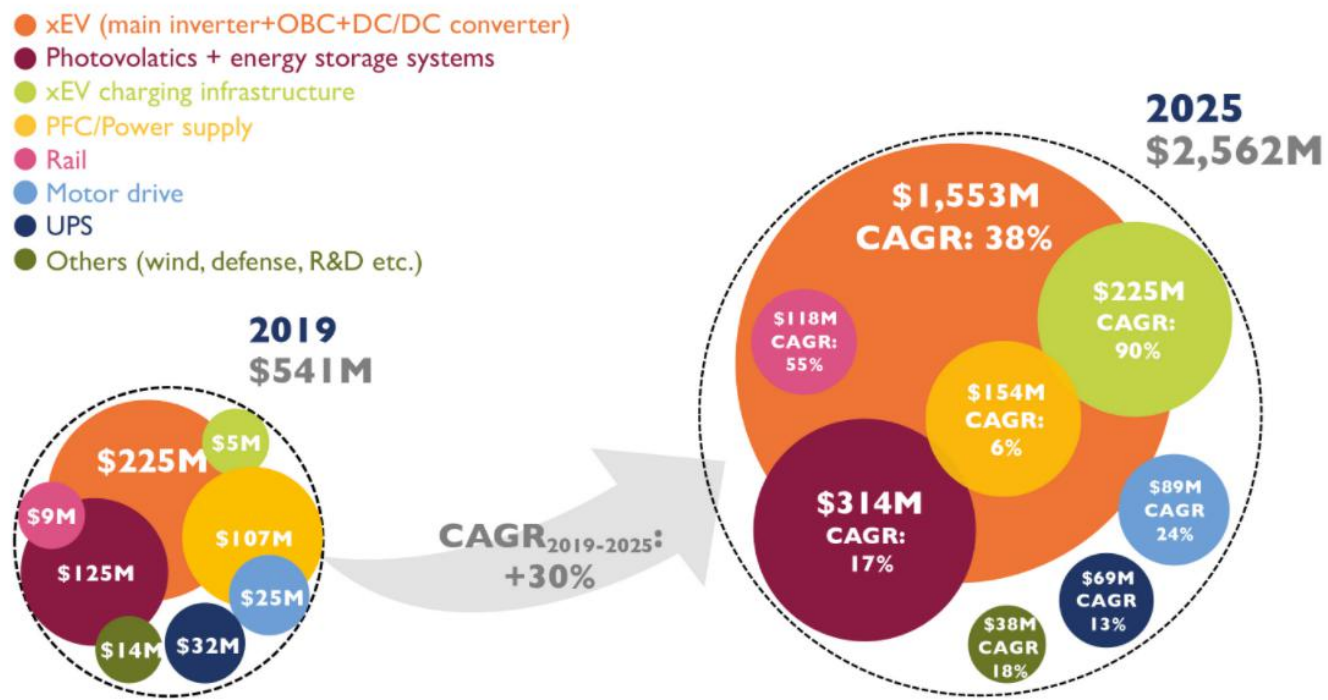 xEV (main inverter+OBC+DC/DC converter)
Photovolatics + energy storage systems
xEV charging infrastructure
PFC/Power supply
Rail
Motor drive
UPS
Others (wind, defense, R&D etc.)
2019
$541M
$225M
$5M
$9M
$107M
$125M
$25M
$14M
$32M
CAGR2019-2025:
+30%
2025
$2,562M
$1,553M
CAGR: 38%
$225M
CAGR:
90%
$118M
CAGR:
55%
$154M
CAGR:
6%
$314M
CAGR:
17%
$89M
CAGR
24%
$69M
CAGR
13%
$38M
CAGR
18%